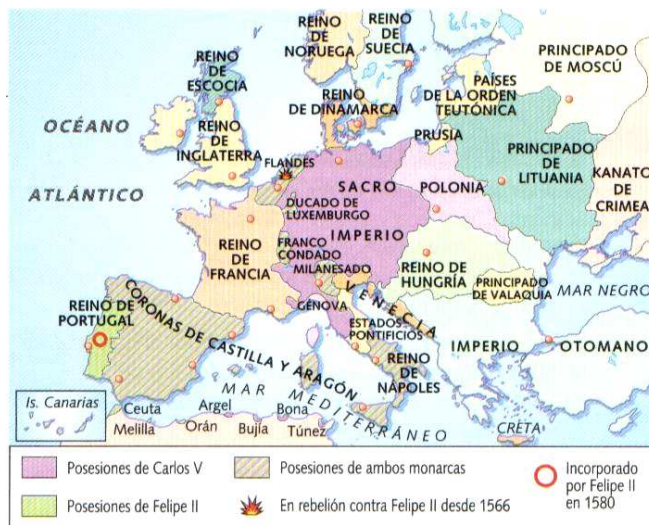 REINO
DE
NORUEGA
REINO
DE
SUECIA
PRINCIPADO
DE MOSCÚ
REINO
DE
ESCOCIA
REINO
DE DINAMARCA
PAÍSES
DE LA ORDEN
TEUTÓNICA
OCÉANO
ATLÁNTICO
REINO
DE
INGLATERRA
PRUSIA
PRINCIPADO
DE
LITUANIA
KANATO
DE
CRIMEA
FLANDES
SACRO
IMPERIO
POLONIA
DUCADO DE
LUXEMBURGO
REINO
DE
FRANCIA
FRANCO
CONDADO
MILANESADO
REINO DE
HUNGRÍA
PRINCIPADO
DE VALAQUIA
MAR NEGRO
GÉNOVA
VENECIA
REINO DE
PORTUGAL
CORONAS DE CASTILLA Y ARAGÓN
ESTADOS
PONTIFICIOS
IMPERIO
OTOMANO
REINO
DE
NÁPOLES
MAR MEDITERRÁNEO
Is. Canarias
Ceuta
Melilla
Argel
Orán
Bona
Bujía
Túnez
CRETA
Posesiones de Carlos V
Posesiones de Felipe II
Posesiones de ambos monarcas
En rebelión contra Felipe II desde 1566
Incorporado
por Felipe II
en 1580